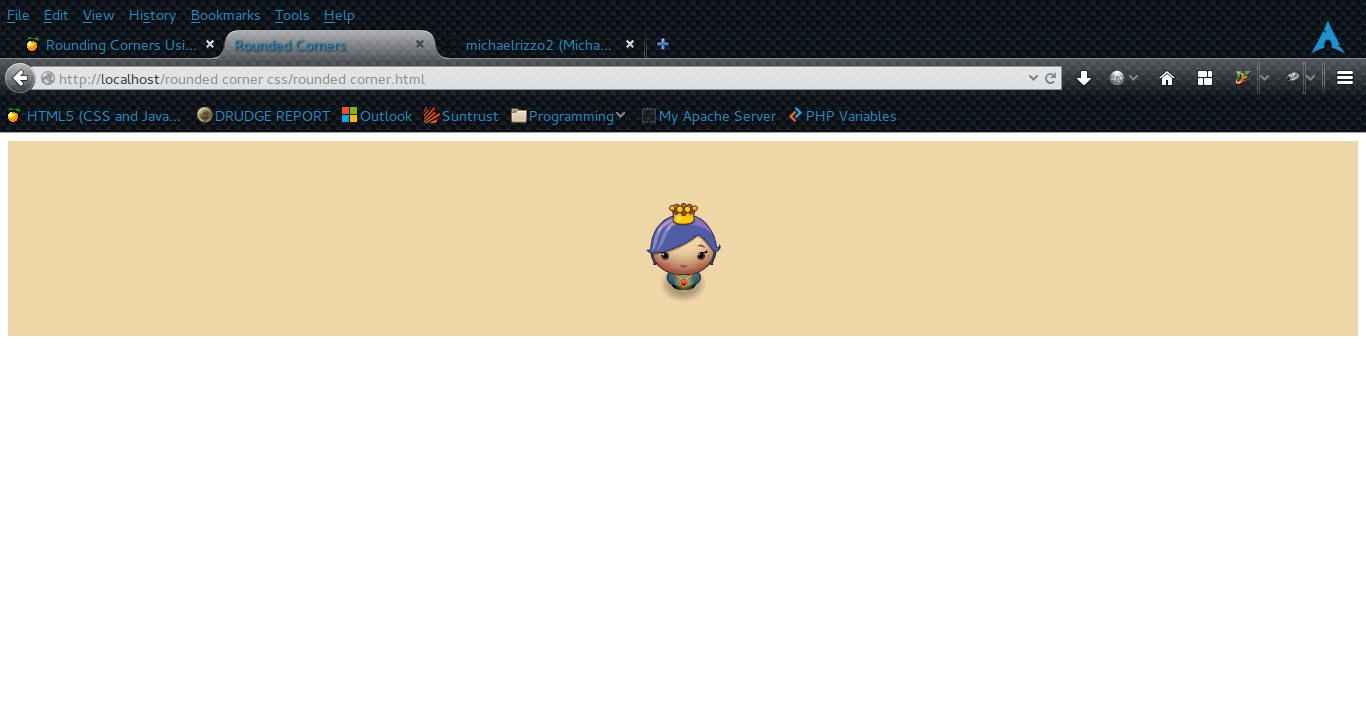 File Edit View History Bookmarks Tools Help
Rounding Corners Usi... Rounded Corners michaelrizzo2 (Micha...
http://localhost/rounded corner css/rounded corner.html
HTML5 (CSS and Java... DRUDGE REPORT Outlook Suntrust Programming My Apache Server PHP Variables